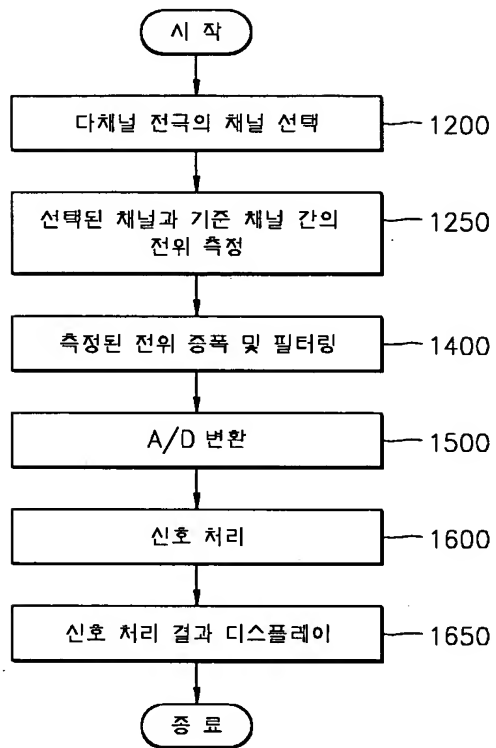 시 작
다채널 전극의 채널 선택
1200
선택된 채널과 기준 채널 간의
전위 측정
1250
측정된 전위 증폭 및 필터링
1400
A/D 변환
1500
신호 처리
1600
신호 처리 결과 디스플레이
1650
종 료